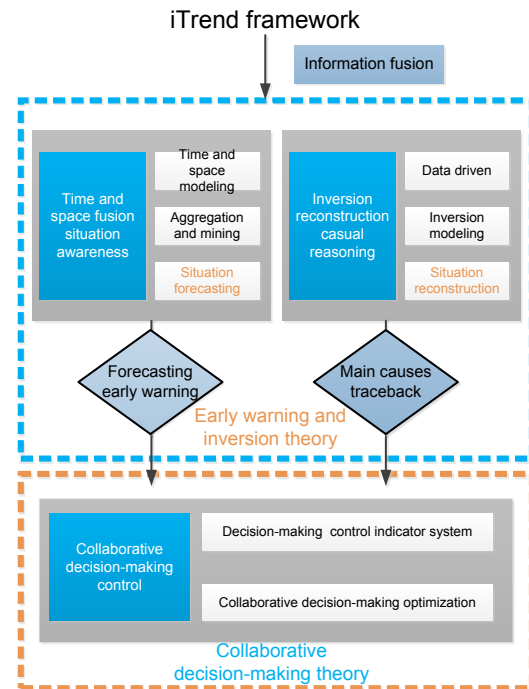 iTrend framework
Information fusion
Time and
space fusion
situation
awareness
Time and
space
modeling
Aggregation
and mining
Situation
forecasting
Inversion
reconstruction
casual
reasoning
Data driven
Inversion
modeling
Situation
reconstruction
Forecasting
early warning
Main causes
traceback
Early warning and
inversion theory
Collaborative
decision-making
control
Decision-making control indicator system
Collaborative decision-making optimization
Collaborative
decision-making theory